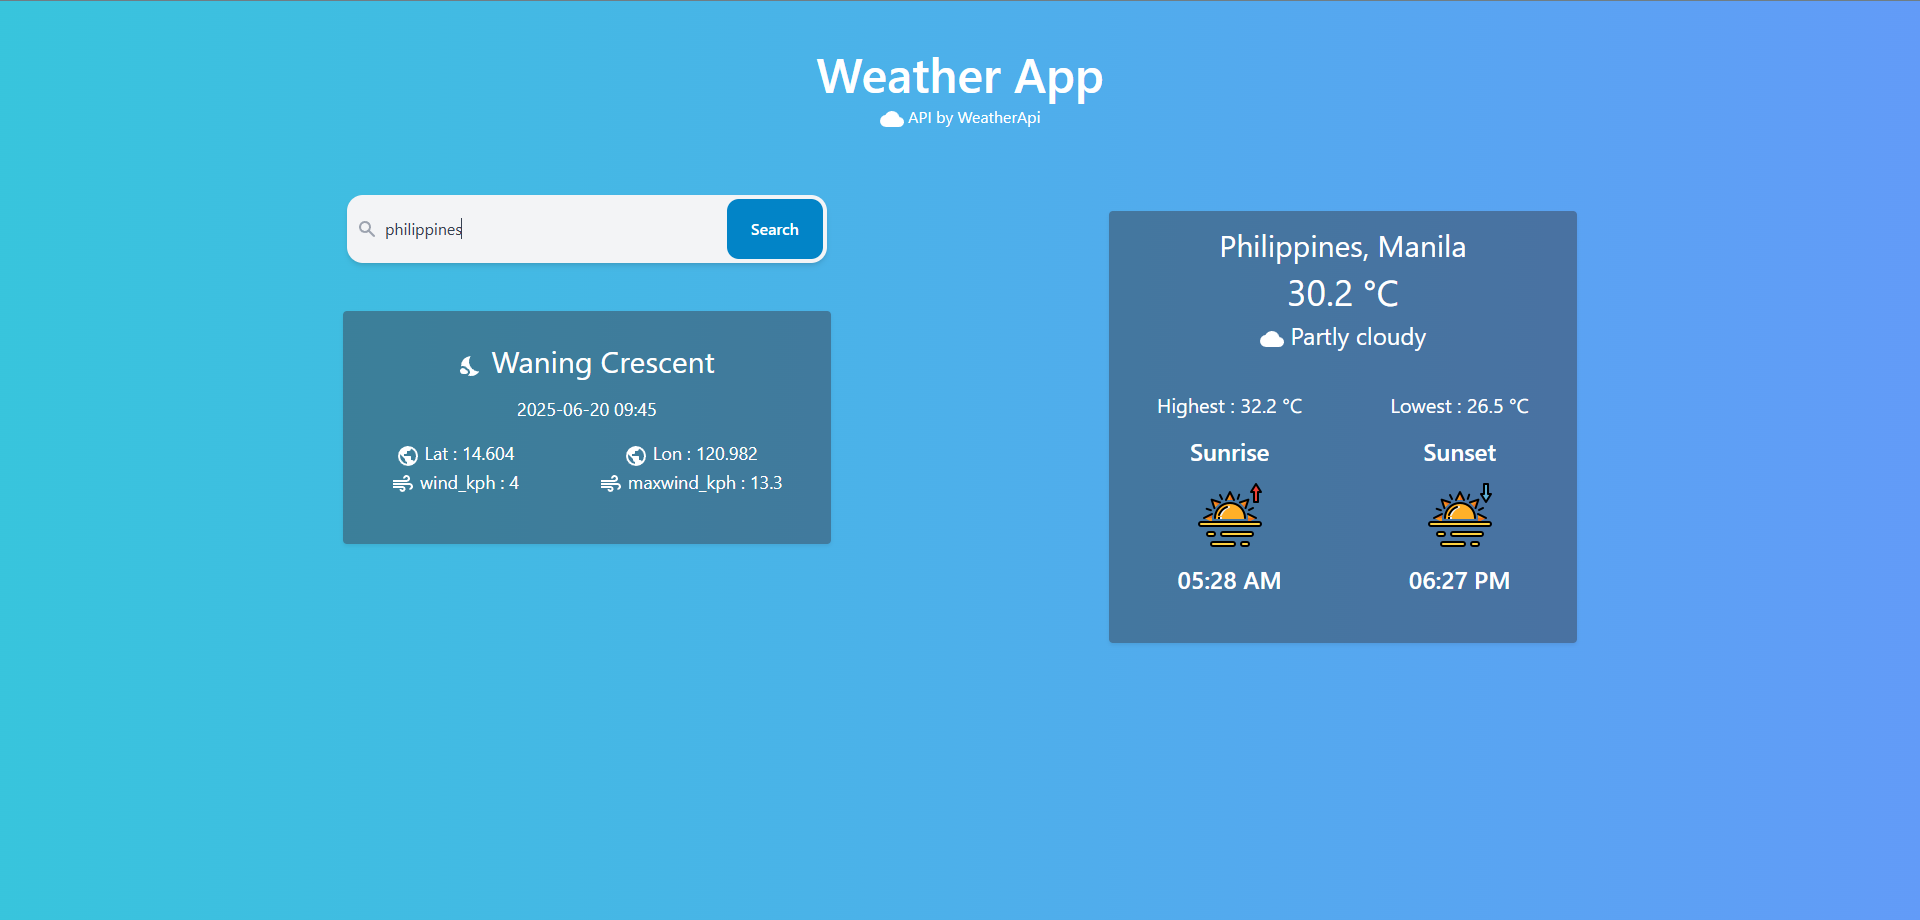 Weather App
API by WeatherApi
philippines
Search
Waning Crescent
2025-06-20 09:45
Lat : 14.604
Lon : 120.982
wind_kph : 4
maxwind_kph : 13.3
Philippines, Manila
30.2 °C
Partly cloudy
Highest : 32.2 °C
Lowest : 26.5 °C
Sunrise
Sunset
05:28 AM
06:27 PM